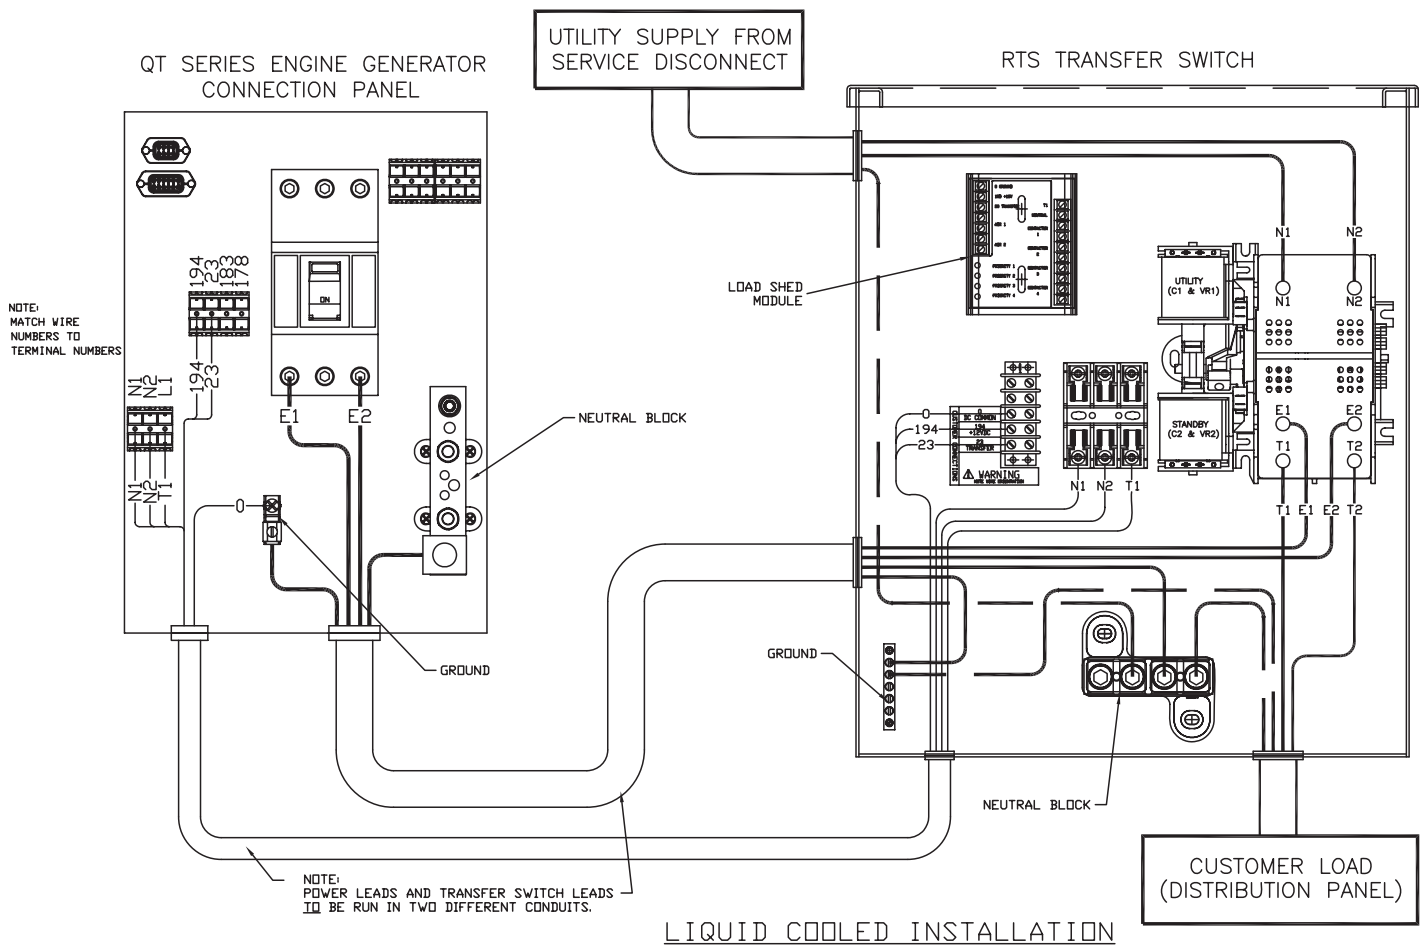 UTILITY SUPPLY FROM
SERVICE DISCONNECT
QT SERIES ENGINE GENERATOR
CONNECTION PANEL
RTS TRANSFER SWITCH
194
23
183
178
ON
NOTE:
MATCH WIRE
NUMBERS TO
TERMINAL NUMBERS
194
23
N1
N2
L1
E1
E2
NEUTRAL BLOCK
N1
N2
T1
0
GROUND
LOAD SHED
MODULE
T1
N1
N2
N1
N2
UTILITY
(C1 & VR1)
STANDBY
(C2 & VR2)
E1
E2
T1
T2
T1
E1
E2
T2
0
194
23
0
DC COMMON
194
+12VDC
23
TRANSFER
CUSTOMER CONNECTIONS
WARNING
N1
N2
T1
GROUND
NEUTRAL BLOCK
NOTE:
POWER LEADS AND TRANSFER SWITCH LEADS
TO BE RUN IN TWO DIFFERENT CONDUITS.
CUSTOMER LOAD
(DISTRIBUTION PANEL)
LIQUID COOLED INSTALLATION